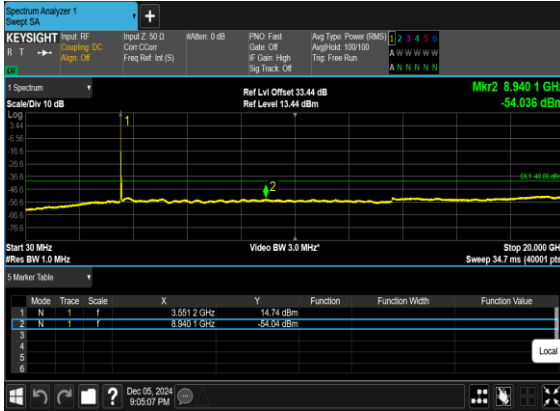 Spectrum Analyzer 1
Swept SA
+
KEYSIGHT
R T
Input: RF
Coupling: DC
Align: Off
Input Z: 50 Ω
Corr CCorr
Freq Ref: Int (S)
#Atten: 0 dB
PNO: Fast
Gate: Off
IF Gain: High
Sig Track: Off
Avg Type: Power (RMS)
Avg|Hold: 100/100
Trig: Free Run
1 2 3 4 5 6
A W W W W W
A N N N N N
1 Spectrum
Scale/Div 10 dB
Ref Lvl Offset 33.44 dB
Ref Level 13.44 dBm
Mkr2 8.940 1 GHz
-54.036 dBm
Log
3.44
-6.56
-16.6
-26.6
-36.6
-46.6
-56.6
-66.6
-76.6
1
2
DL1 -40.00 dBm
Start 30 MHz
#Res BW 1.0 MHz
Video BW 3.0 MHz*
Stop 20.000 GH
Sweep 34.7 ms (40001 pts
5 Marker Table
Mode Trace Scale X Y Function Function Width Function Value
1 N 1 f 3.551 2 GHz 14.74 dBm
2 N 1 f 8.940 1 GHz -54.04 dBm
3
4
5
6
Local
?
Dec 05, 2024
9:05:07 PM